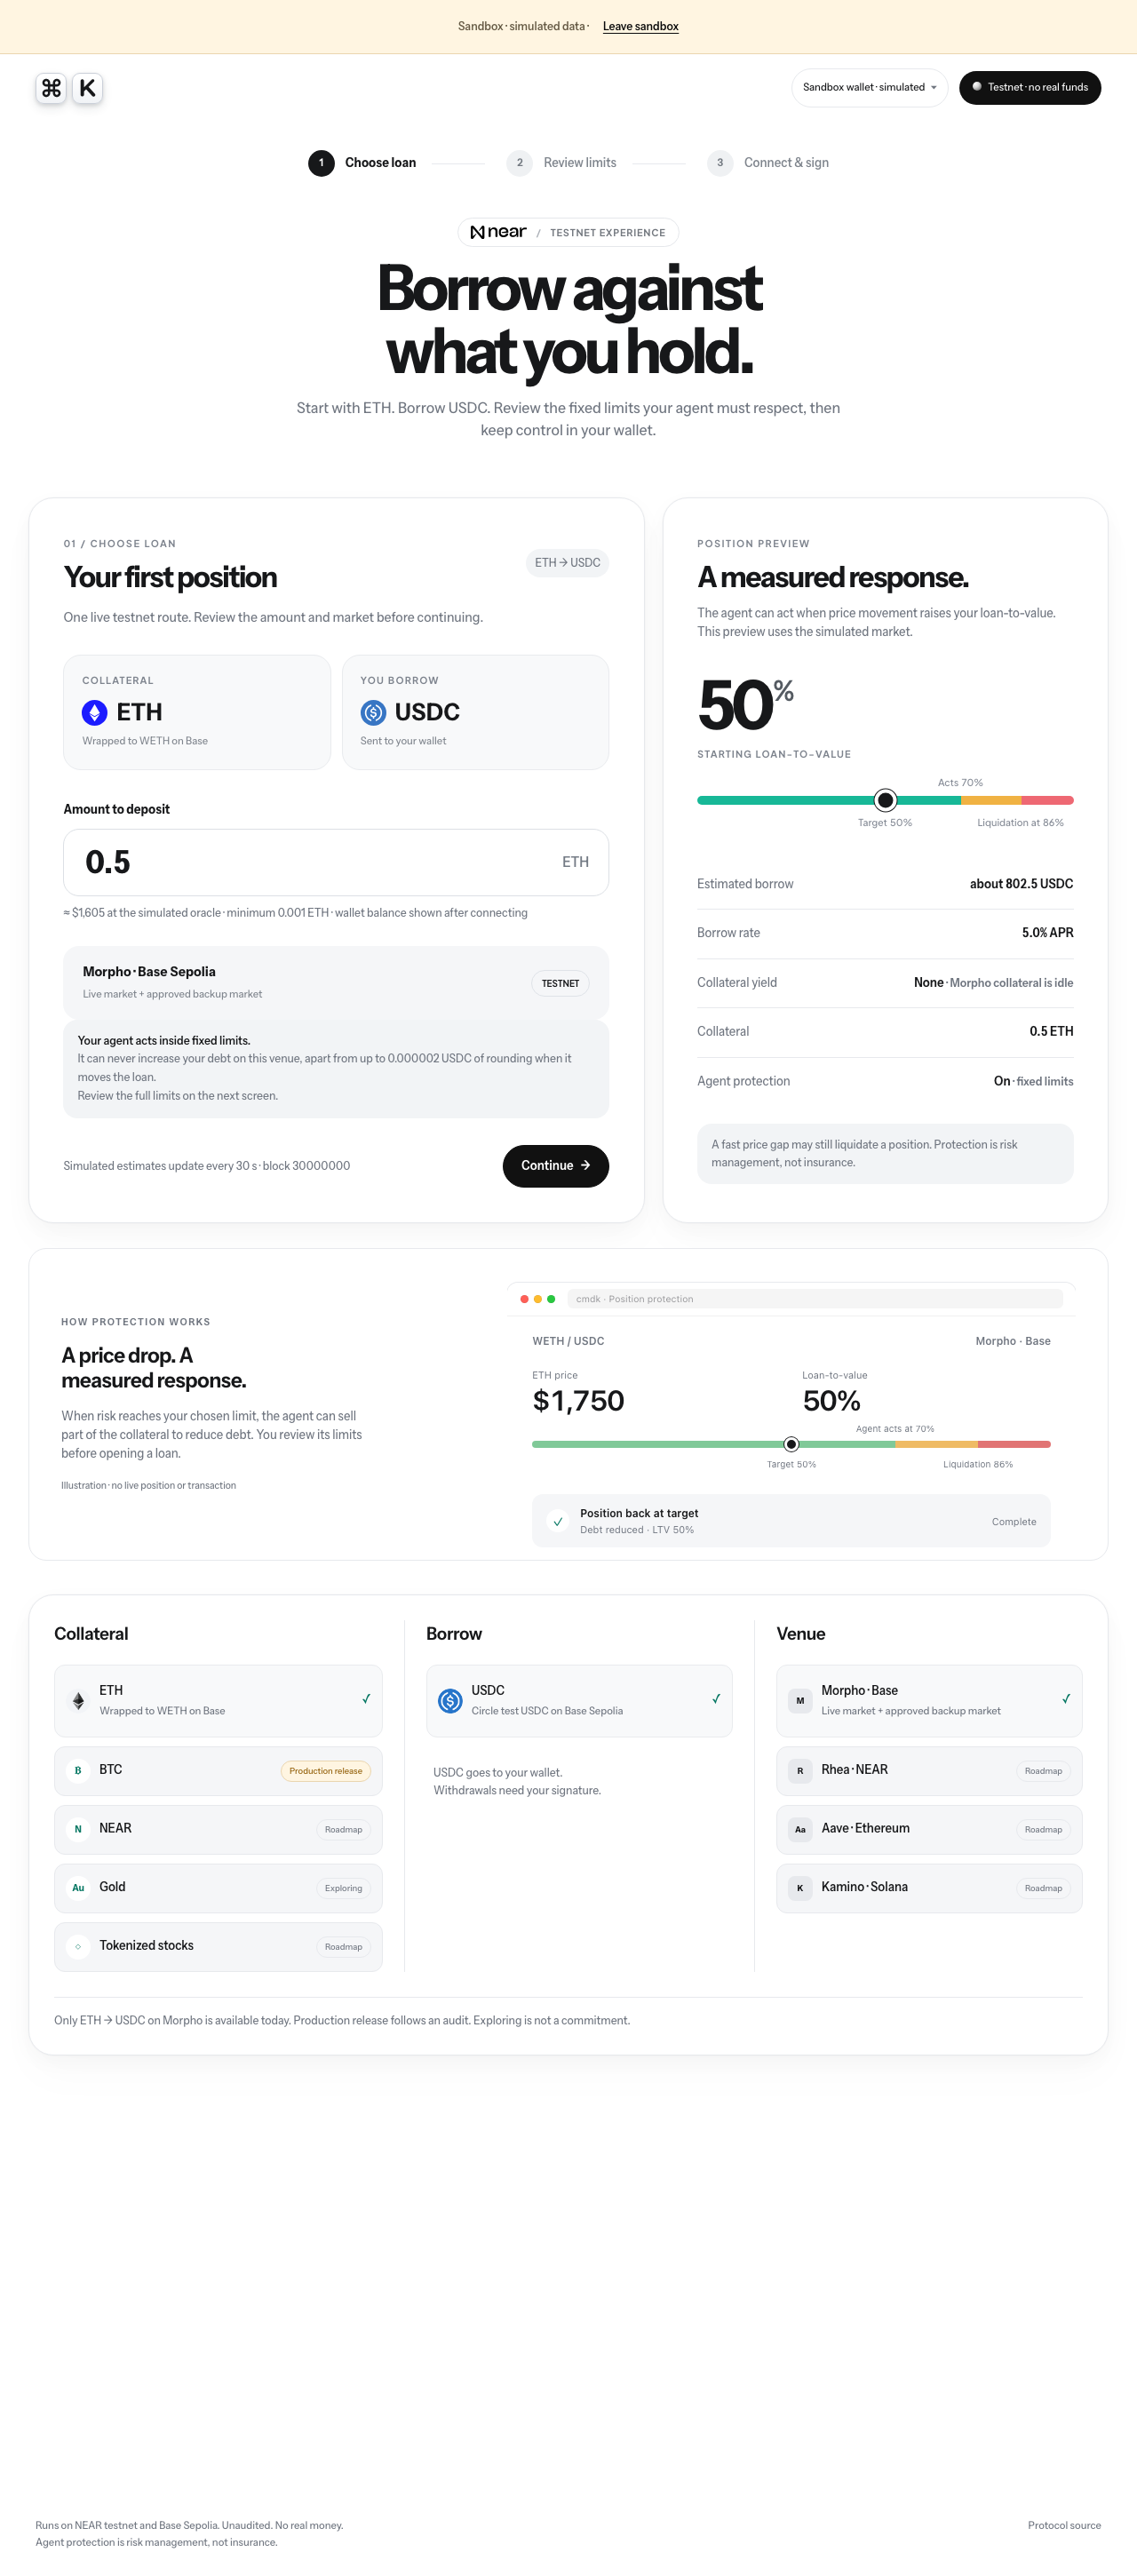 Sandbox · simulated data · Leave sandbox
⌘ K
Sandbox wallet · simulated
Testnet · no real funds
1 Choose loan
2 Review limits
3 Connect & sign
near / TESTNET EXPERIENCE
Borrow against
what you hold.
Start with ETH. Borrow USDC. Review the fixed limits your agent must respect, then
keep control in your wallet.
01 / CHOOSE LOAN
Your first position
ETH → USDC
One live testnet route. Review the amount and market before continuing.
COLLATERAL
ETH
Wrapped to WETH on Base
YOU BORROW
USDC
Sent to your wallet
Amount to deposit
0.5 ETH
≈ $1,605 at the simulated oracle · minimum 0.001 ETH · wallet balance shown after connecting
Morpho · Base Sepolia
Live market + approved backup market
TESTNET
Your agent acts inside fixed limits.
It can never increase your debt on this venue, apart from up to 0.000002 USDC of rounding when it
moves the loan.
Review the full limits on the next screen.
Simulated estimates update every 30 s · block 30000000
Continue →
POSITION PREVIEW
A measured response.
The agent can act when price movement raises your loan-to-value.
This preview uses the simulated market.
50%
STARTING LOAN-TO-VALUE
Acts 70%
Target 50%
Liquidation at 86%
Estimated borrow about 802.5 USDC
Borrow rate 5.0% APR
Collateral yield None · Morpho collateral is idle
Collateral 0.5 ETH
Agent protection On · fixed limits
A fast price gap may still liquidate a position. Protection is risk
management, not insurance.
HOW PROTECTION WORKS
A price drop. A
measured response.
When risk reaches your chosen limit, the agent can sell
part of the collateral to reduce debt. You review its limits
before opening a loan.
Illustration · no live position or transaction
cmdk · Position protection
WETH / USDC
Morpho · Base
ETH price
$1,750
Loan-to-value
50%
Agent acts at 70%
Target 50%
Liquidation 86%
✓
Position back at target
Debt reduced · LTV 50%
Complete
Collateral
ETH
Wrapped to WETH on Base
✓
B BTC Production release
N NEAR Roadmap
Au Gold Exploring
Tokenized stocks Roadmap
Borrow
USDC
Circle test USDC on Base Sepolia
✓
USDC goes to your wallet.
Withdrawals need your signature.
Venue
M Morpho · Base
Live market + approved backup market
✓
R Rhea · NEAR Roadmap
Aa Aave · Ethereum Roadmap
K Kamino · Solana Roadmap
Only ETH → USDC on Morpho is available today. Production release follows an audit. Exploring is not a commitment.
Runs on NEAR testnet and Base Sepolia. Unaudited. No real money.
Agent protection is risk management, not insurance.
Protocol source